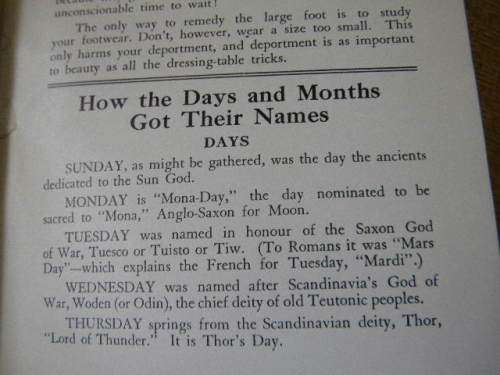 unconscionable time to wait!
The only way to remedy the large foot is to study
your footwear. Don't, however, wear a size too small. This
only harms your deportment, and deportment is as important
to beauty as all the dressing-table tricks.
How the Days and Months
Got Their Names
DAYS
SUNDAY, as might be gathered, was the day the ancients
dedicated to the Sun God.
MONDAY is "Mona-Day," the day nominated to be
sacred to "Mona," Anglo-Saxon for Moon.
TUESDAY was named in honour of the Saxon God
of War, Tuesco or Tuisto or Tiw. (To Romans it was "Mars
Day"—which explains the French for Tuesday, "Mardi".)
WEDNESDAY was named after Scandinavia's God of
War, Woden (or Odin), the chief deity of old Teutonic peoples.
THURSDAY springs from the Scandinavian deity, Thor,
"Lord of Thunder." It is Thor's Day.